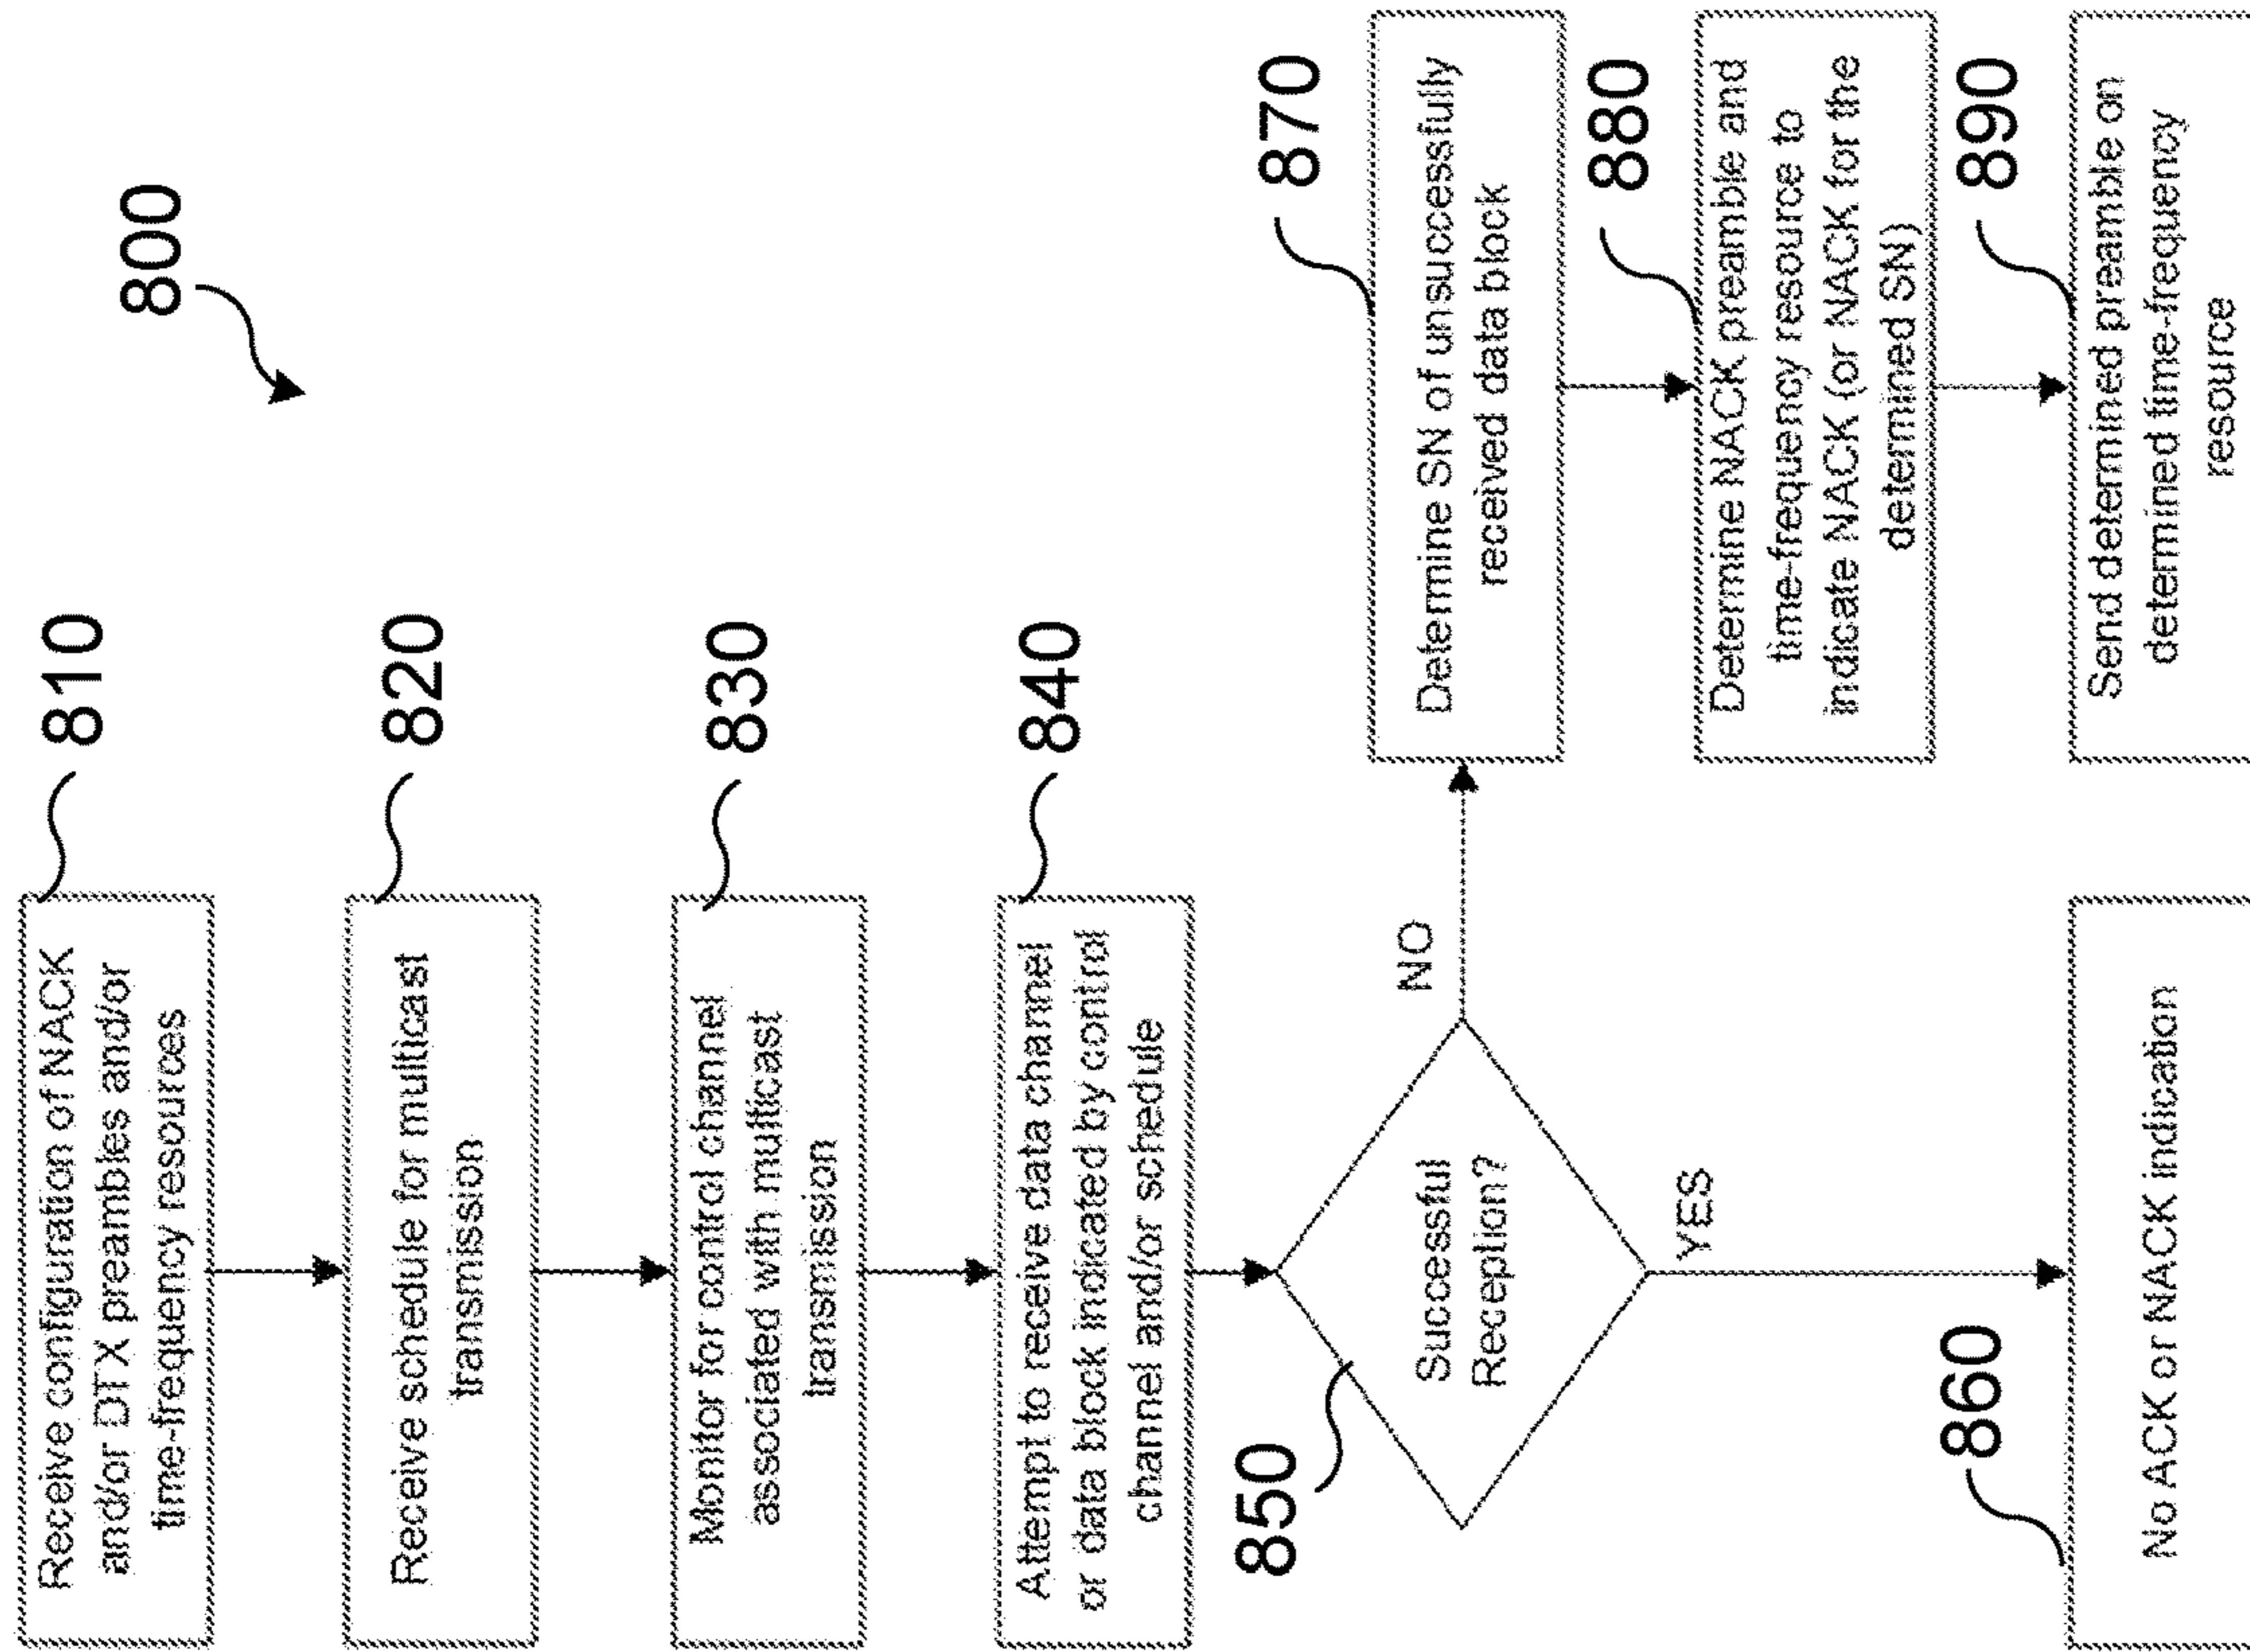 800
810
Receive configuration of NACK
and/or DTX preambles and/or
time-frequency resources
820
Receive schedule for multicast
transmission
830
Monitor for control channel
associated with multicast
transmission
840
Attempt to receive data channel
or data block indicated by control
channel and/or schedule
850
Successful
Reception?
NO
YES
860
No ACK or NACK indication
870
Determine SN of unsuccessfully
received data block
880
Determine NACK preamble and
time-frequency resource to
indicate NACK (or NACK for the
determined SN)
890
Send determined preamble on
determined time-frequency
resource